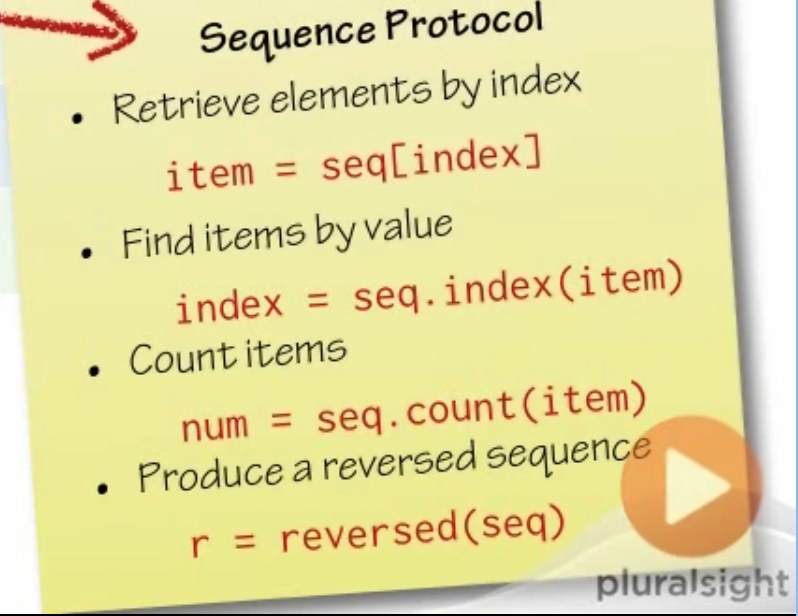 Sequence Protocol
• Retrieve elements by index
item = seq[index]
• Find items by value
index = seq.index(item)
• Count items
num = seq.count(item)
• Produce a reversed sequence
r = reversed(seq)
pluralsight